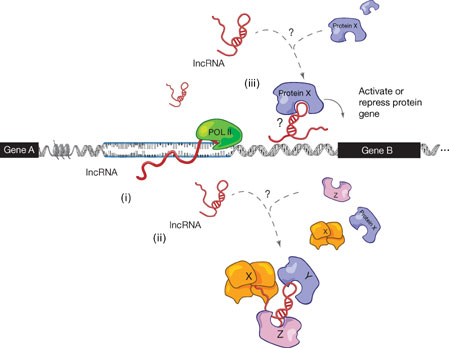 ?
Protein X
lncRNA
(iii)
Protein X
?
Activate or
repress protein
gene
POL II
Gene A
Gene B
...
lncRNA
(i)
?
Z
lncRNA
(ii)
X
Protein X
X
Y
Z